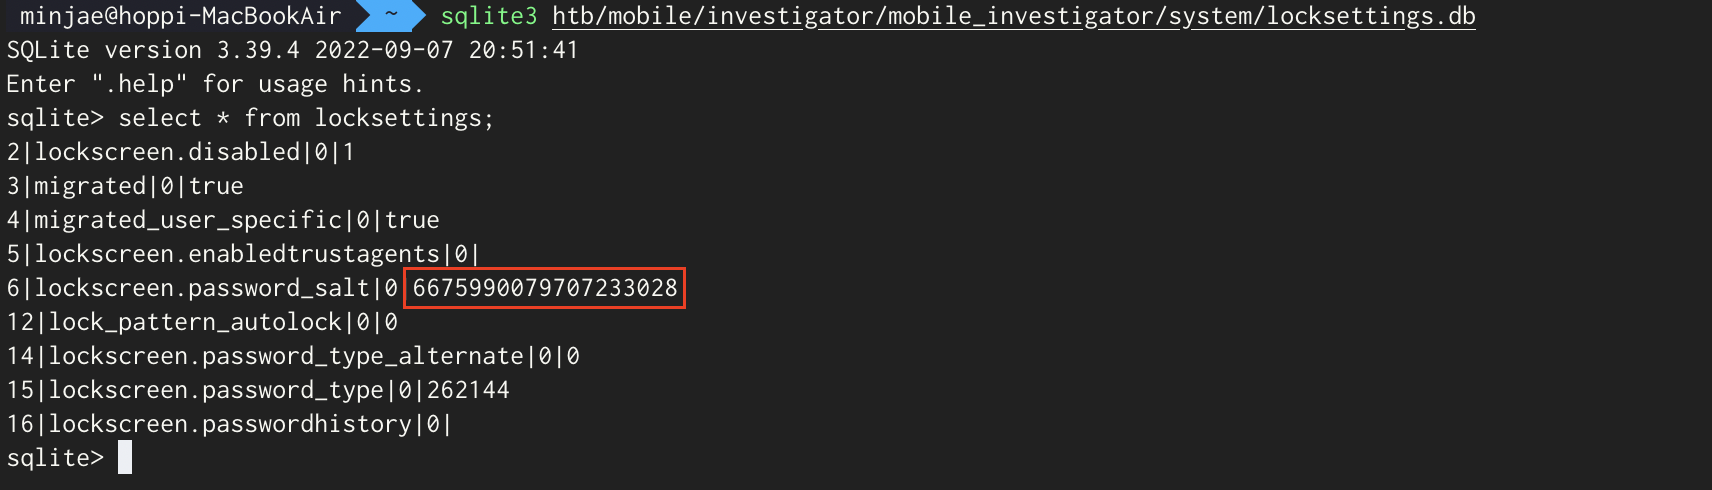 minjae@hoppi-MacBookAir ~ sqlite3 htb/mobile/investigator/mobile_investigator/system/locksettings.db
SQLite version 3.39.4 2022-09-07 20:51:41
Enter ".help" for usage hints.
sqlite> select * from locksettings;
2|lockscreen.disabled|0|1
3|migrated|0|true
4|migrated_user_specific|0|true
5|lockscreen.enabledtrustagents|0|
6|lockscreen.password_salt|0 6675990079707233028
12|lock_pattern_autolock|0|0
14|lockscreen.password_type_alternate|0|0
15|lockscreen.password_type|0|262144
16|lockscreen.passwordhistory|0|
sqlite>